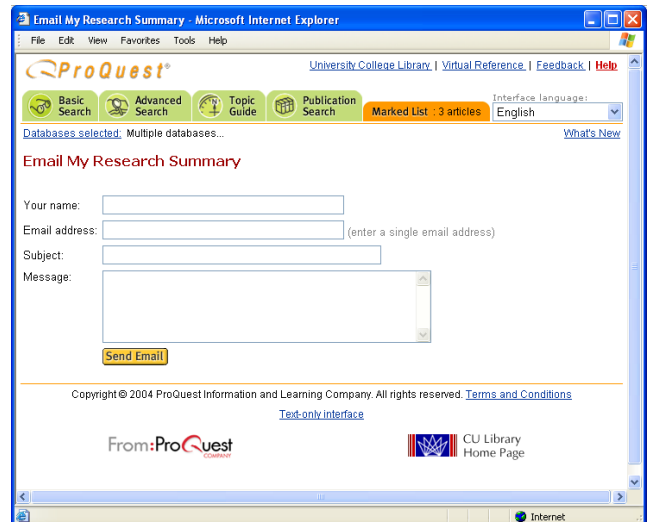 Email My Research Summary - Microsoft Internet Explorer
File Edit View Favorites Tools Help
ProQuest®
University College Library | Virtual Reference | Feedback | Help
Basic Search
Advanced Search
Topic Guide
Publication Search
Marked List : 3 articles
Interface language:
English
Databases selected: Multiple databases...
What's New
Email My Research Summary
Your name:
Email address: (enter a single email address)
Subject:
Message:
Send Email
Copyright © 2004 ProQuest Information and Learning Company. All rights reserved. Terms and Conditions
Text-only interface
From:ProQuest
COMPANY
CU Library
Home Page
Internet